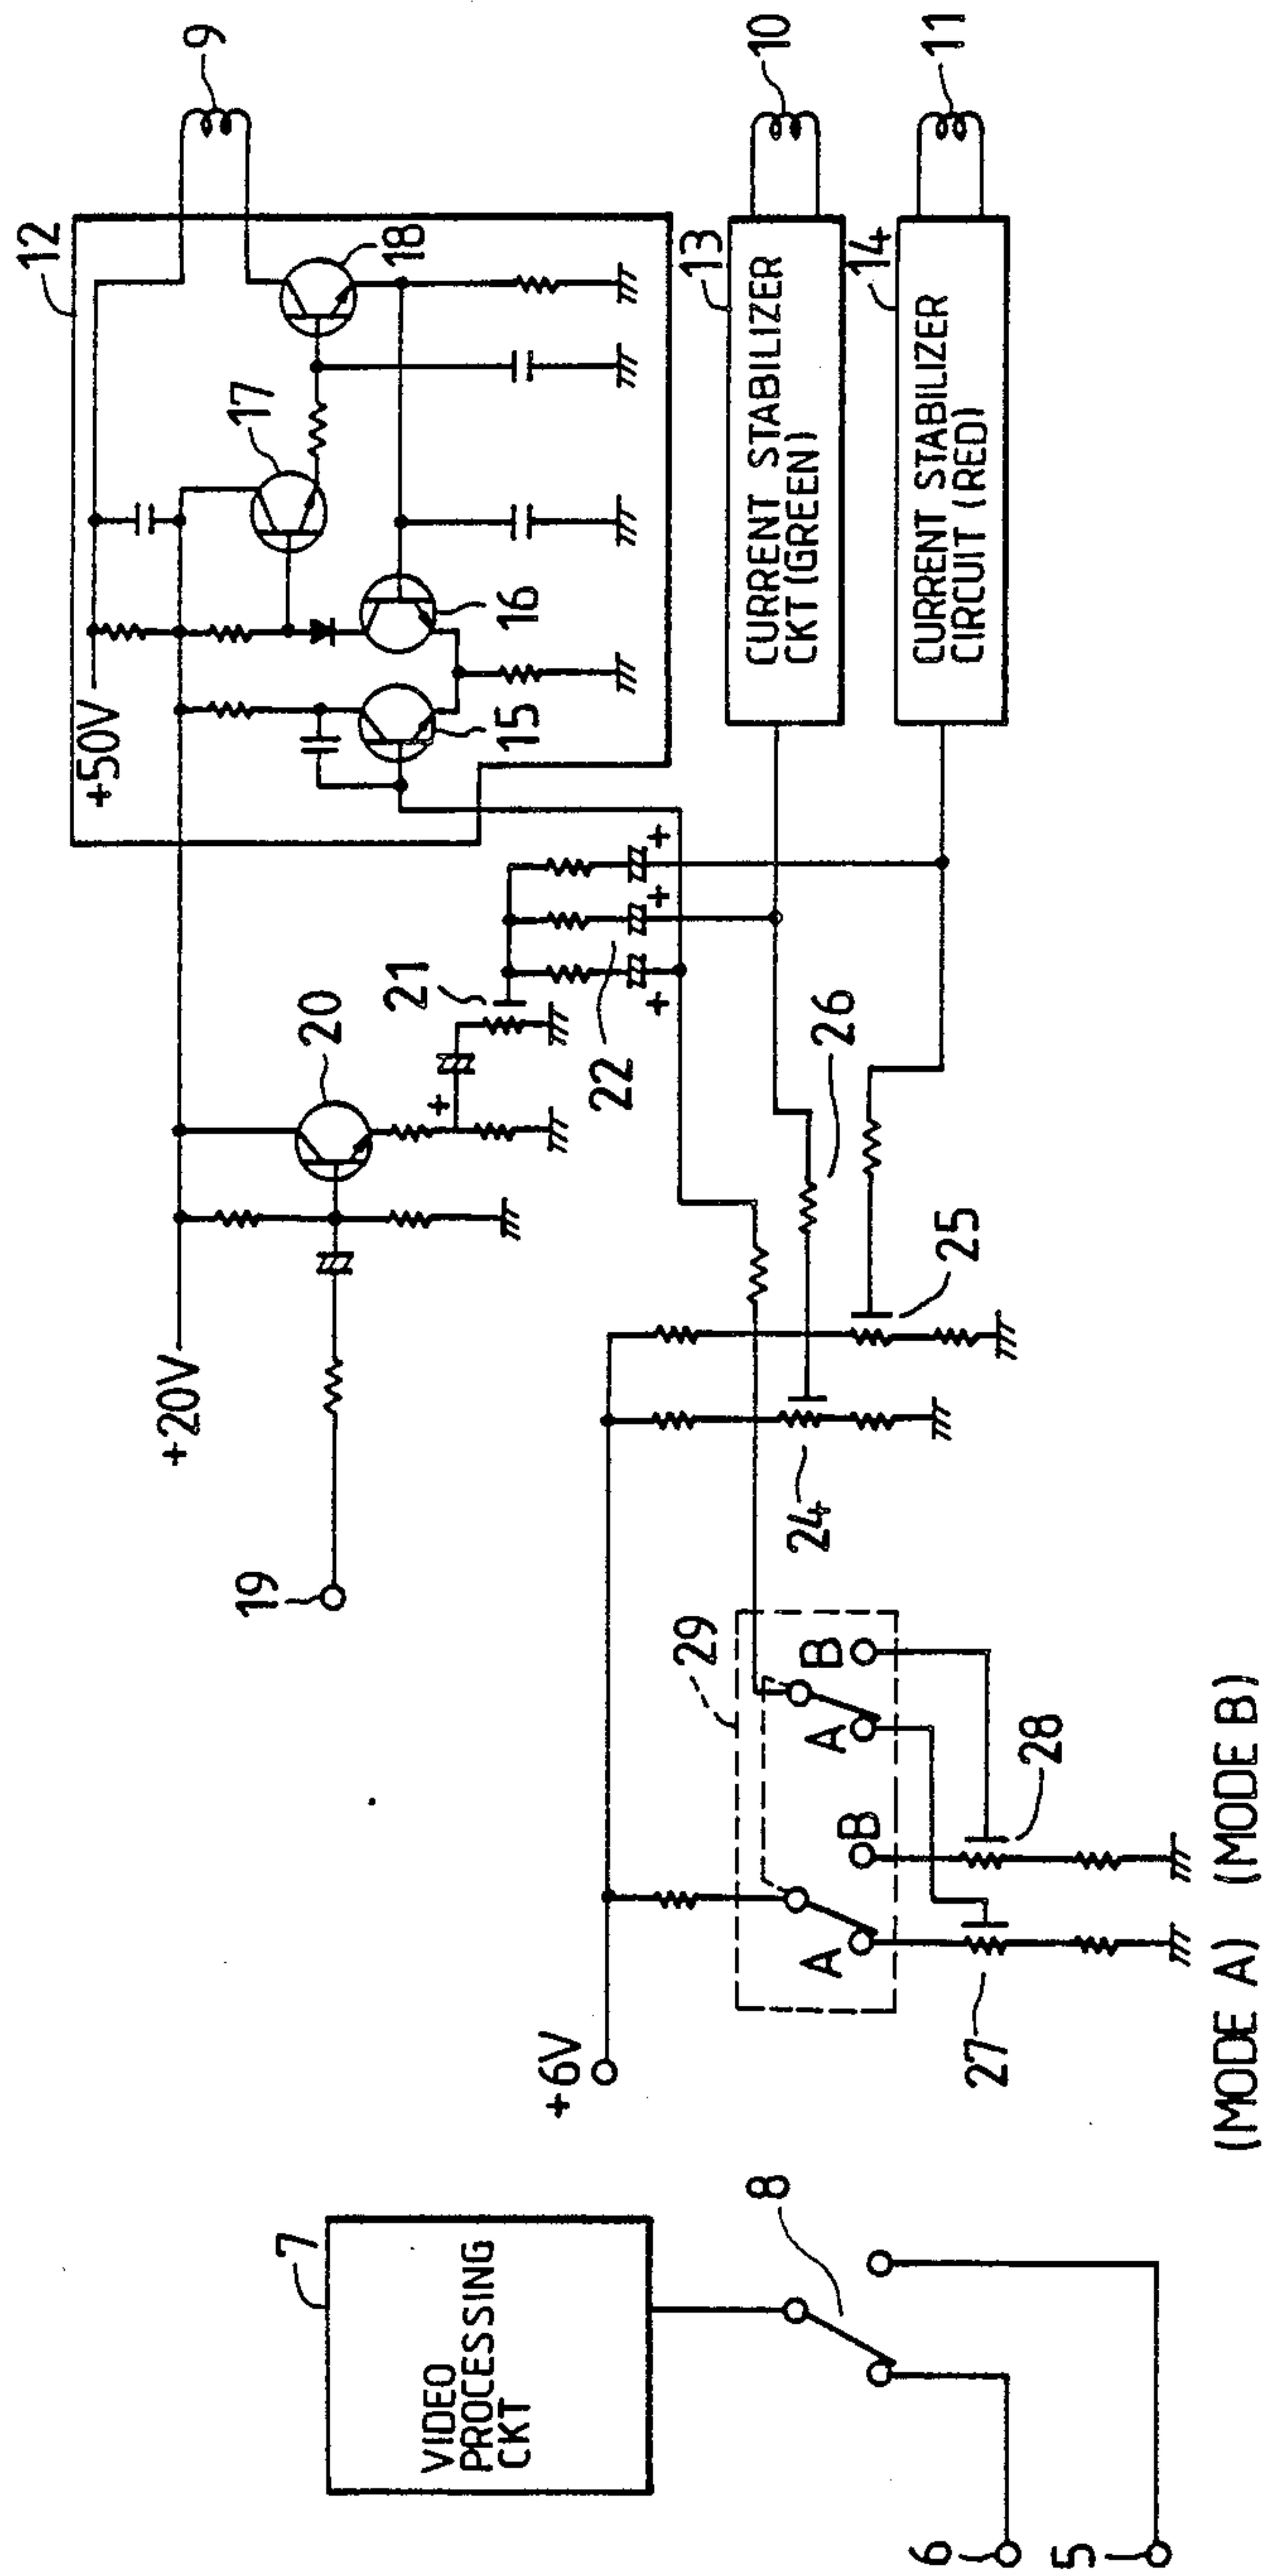 12
9
+50V
17
18
15
16
13
CURRENT STABILIZER
CKT (GREEN)
10
14
CURRENT STABILIZER
CIRCUIT (RED)
11
+20V
20
21
22
+
+
+
+
19
26
25
24
29
A
B
A
B
27
28
+6V
(MODE A) (MODE B)
7
VIDEO
PROCESSING
CKT
8
6
5